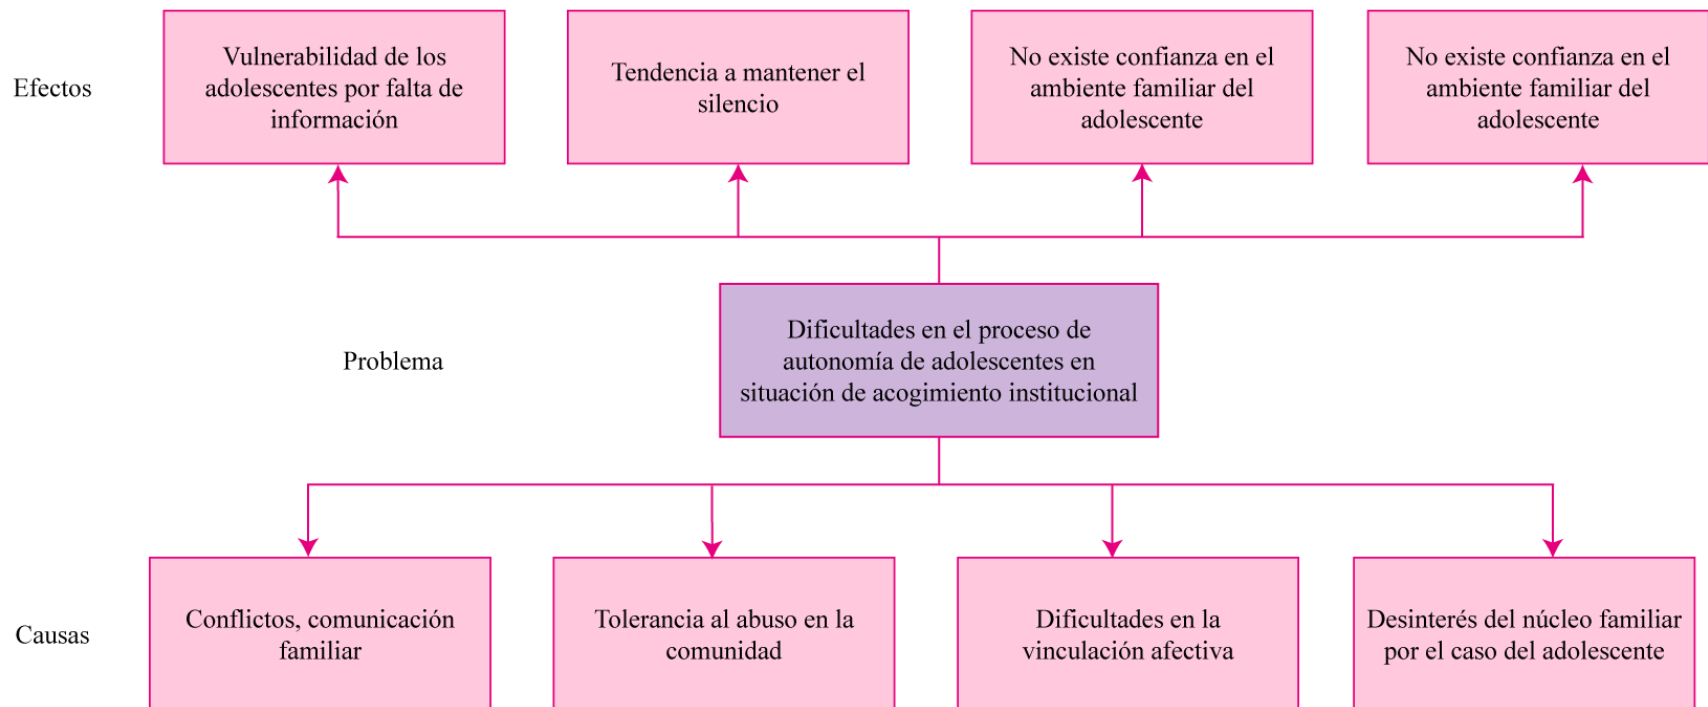 Efectos
Vulnerabilidad de los
adolescentes por falta de
información
Tendencia a mantener el
silencio
No existe confianza en el
ambiente familiar del
adolescente
No existe confianza en el
ambiente familiar del
adolescente
Problema
Dificultades en el proceso de
autonomía de adolescentes en
situación de acogimiento institucional
Causas
Conflictos, comunicación
familiar
Tolerancia al abuso en la
comunidad
Dificultades en la
vinculación afectiva
Desinterés del núcleo familiar
por el caso del adolescente